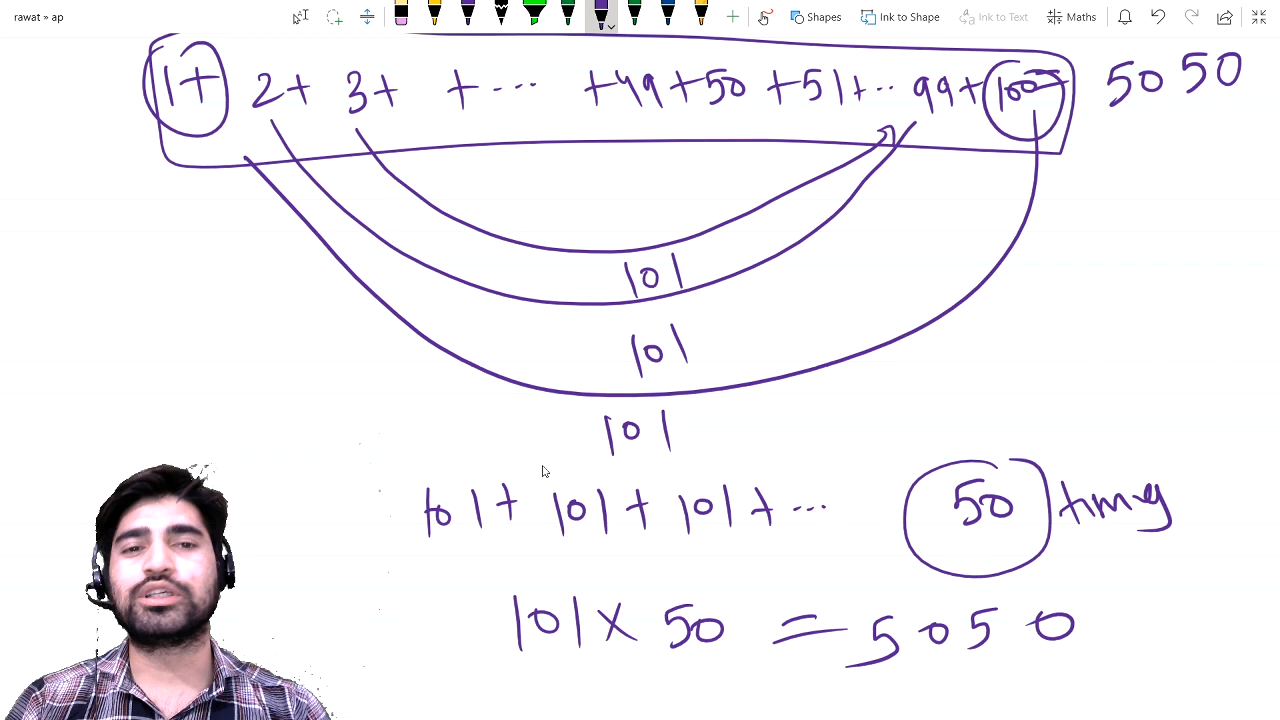 rawat » ap
Shapes
Ink to Shape
Ink to Text
Maths
1+ 2+ 3+ +... +49+50 +51+.. 99+100= 5050
101
101
101
101+ 101+ 101+... 50 times
101 x 50 = 5050